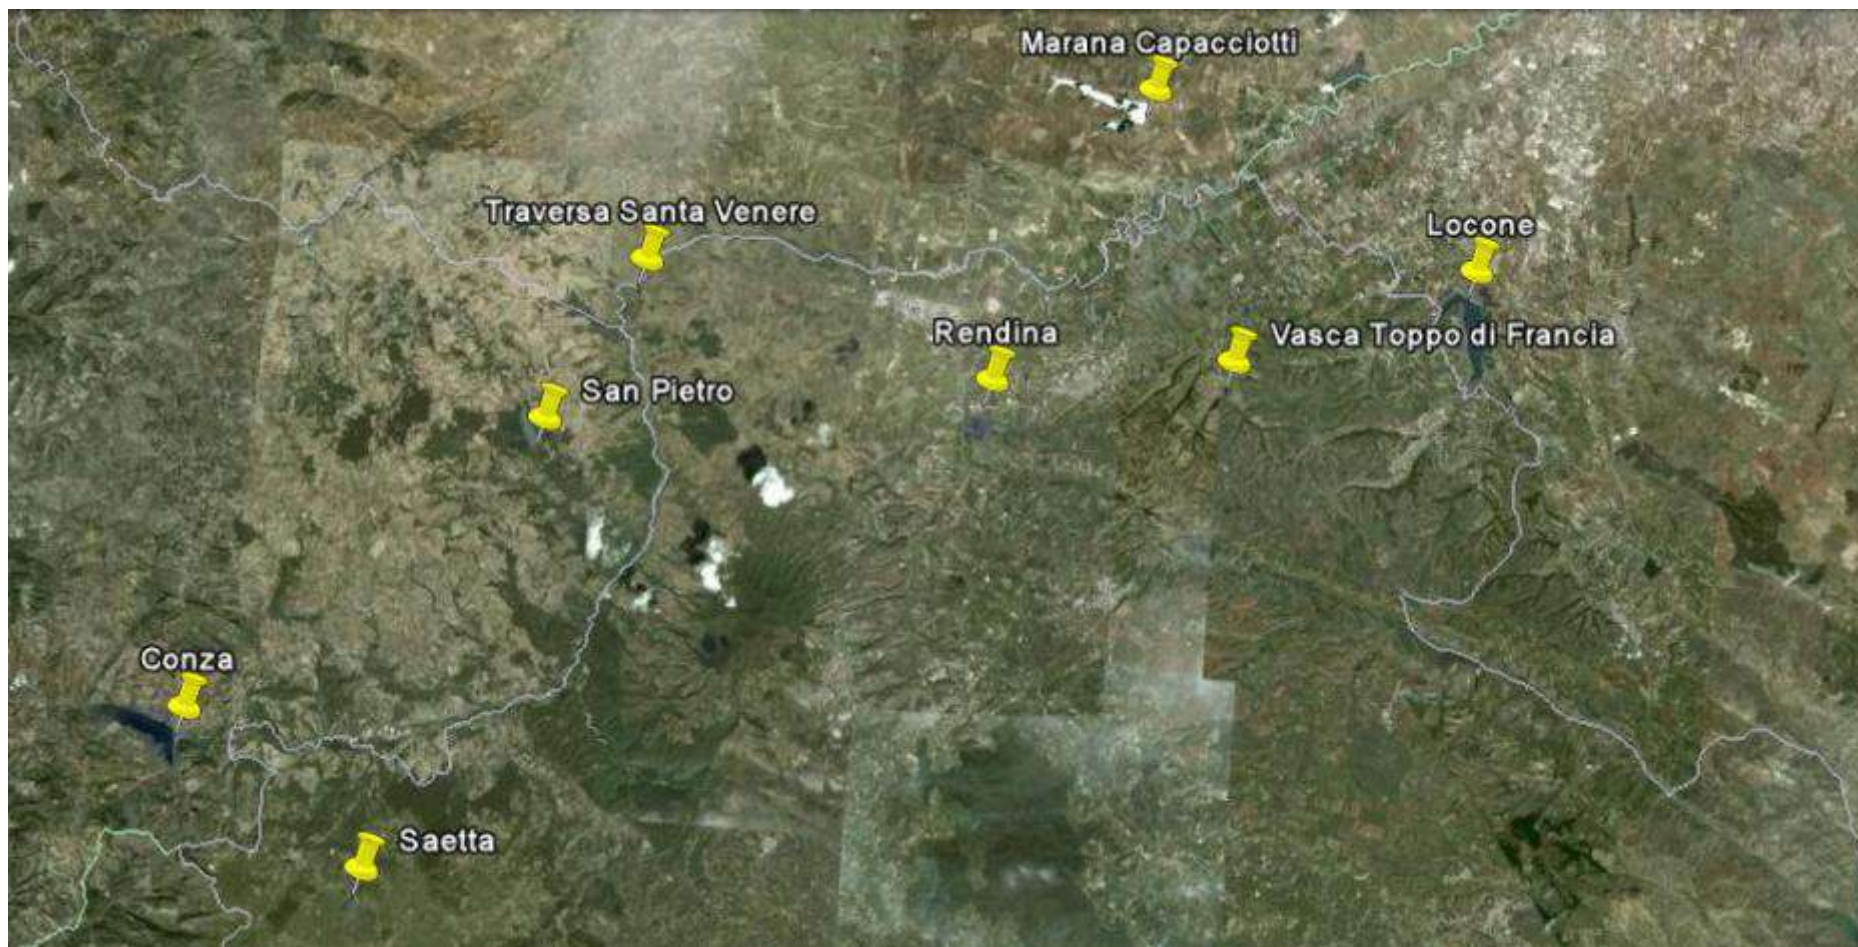 Marana Capacciotti
Traversa Santa Venere
Locone
Rendina
Vasca Toppo di Francia
San Pietro
Conza
Saetta